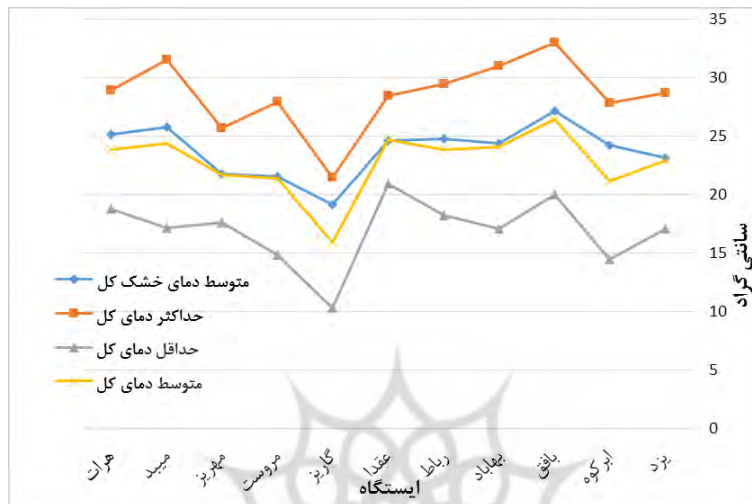 35
30
25
20
15
10
5
0
سانتی گراد
متوسط دمای خشک کل
حداکثر دمای کل
حداقل دمای کل
متوسط دمای کل
یزد
ابرکوه
بافق
بهاباد
رباط
عقدا
گاریز
مروست
مهریز
میبد
هرات
ایستگاه